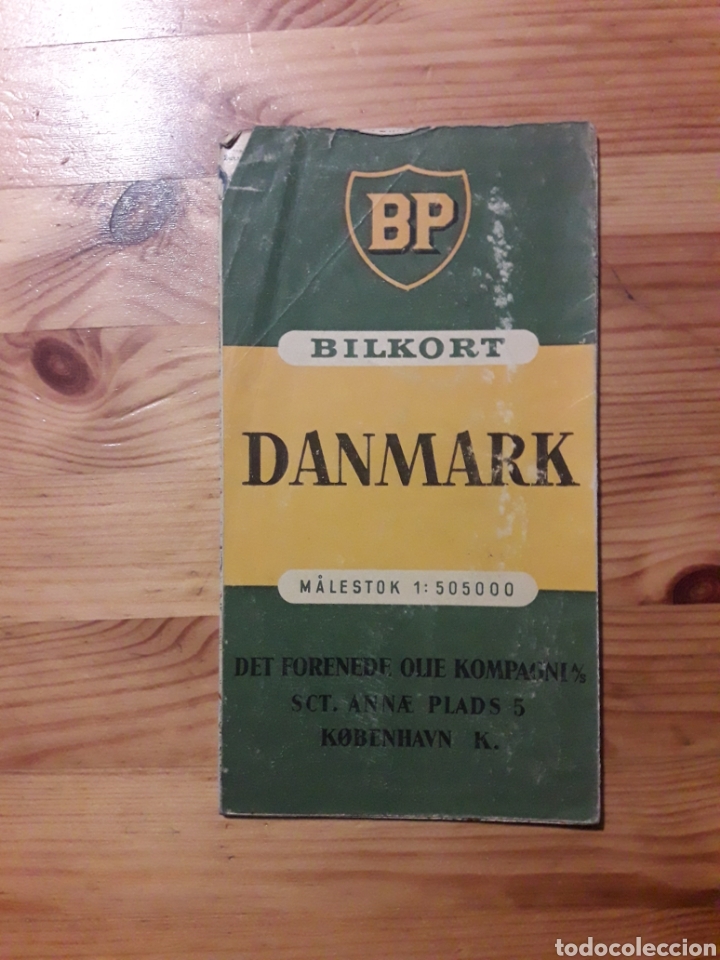 BP
BILKORT
DANMARK
MÅLESTOK 1:505000
DET FORENEDE OLIE KOMPAGNI A/S
SCT. ANNÆ PLADS 5
KØBENHAVN K.
todocoleccion